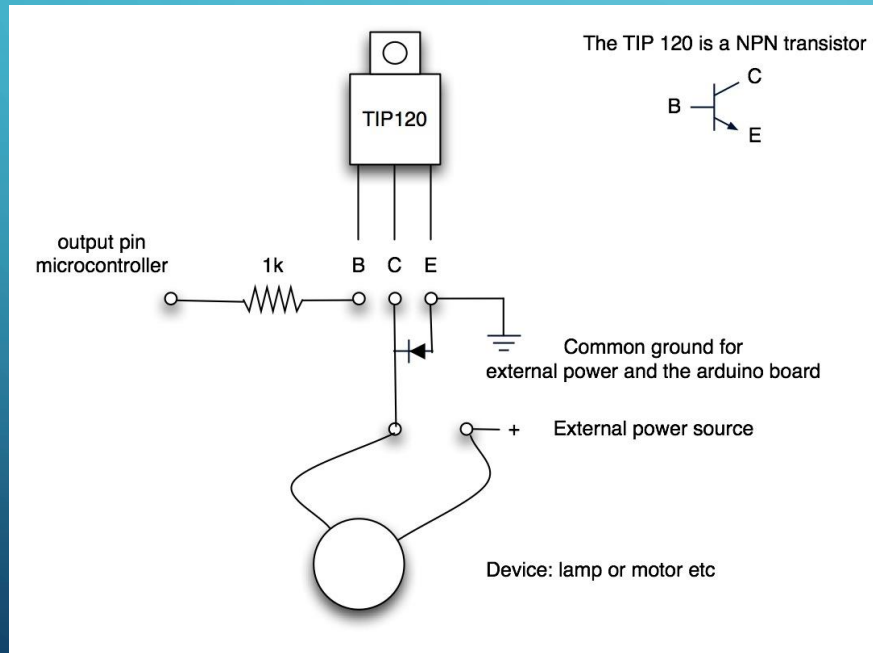 The TIP 120 is a NPN transistor
C
B
E
TIP120
output pin
microcontroller
1k
B C E
Common ground for
external power and the arduino board
+ External power source
Device: lamp or motor etc